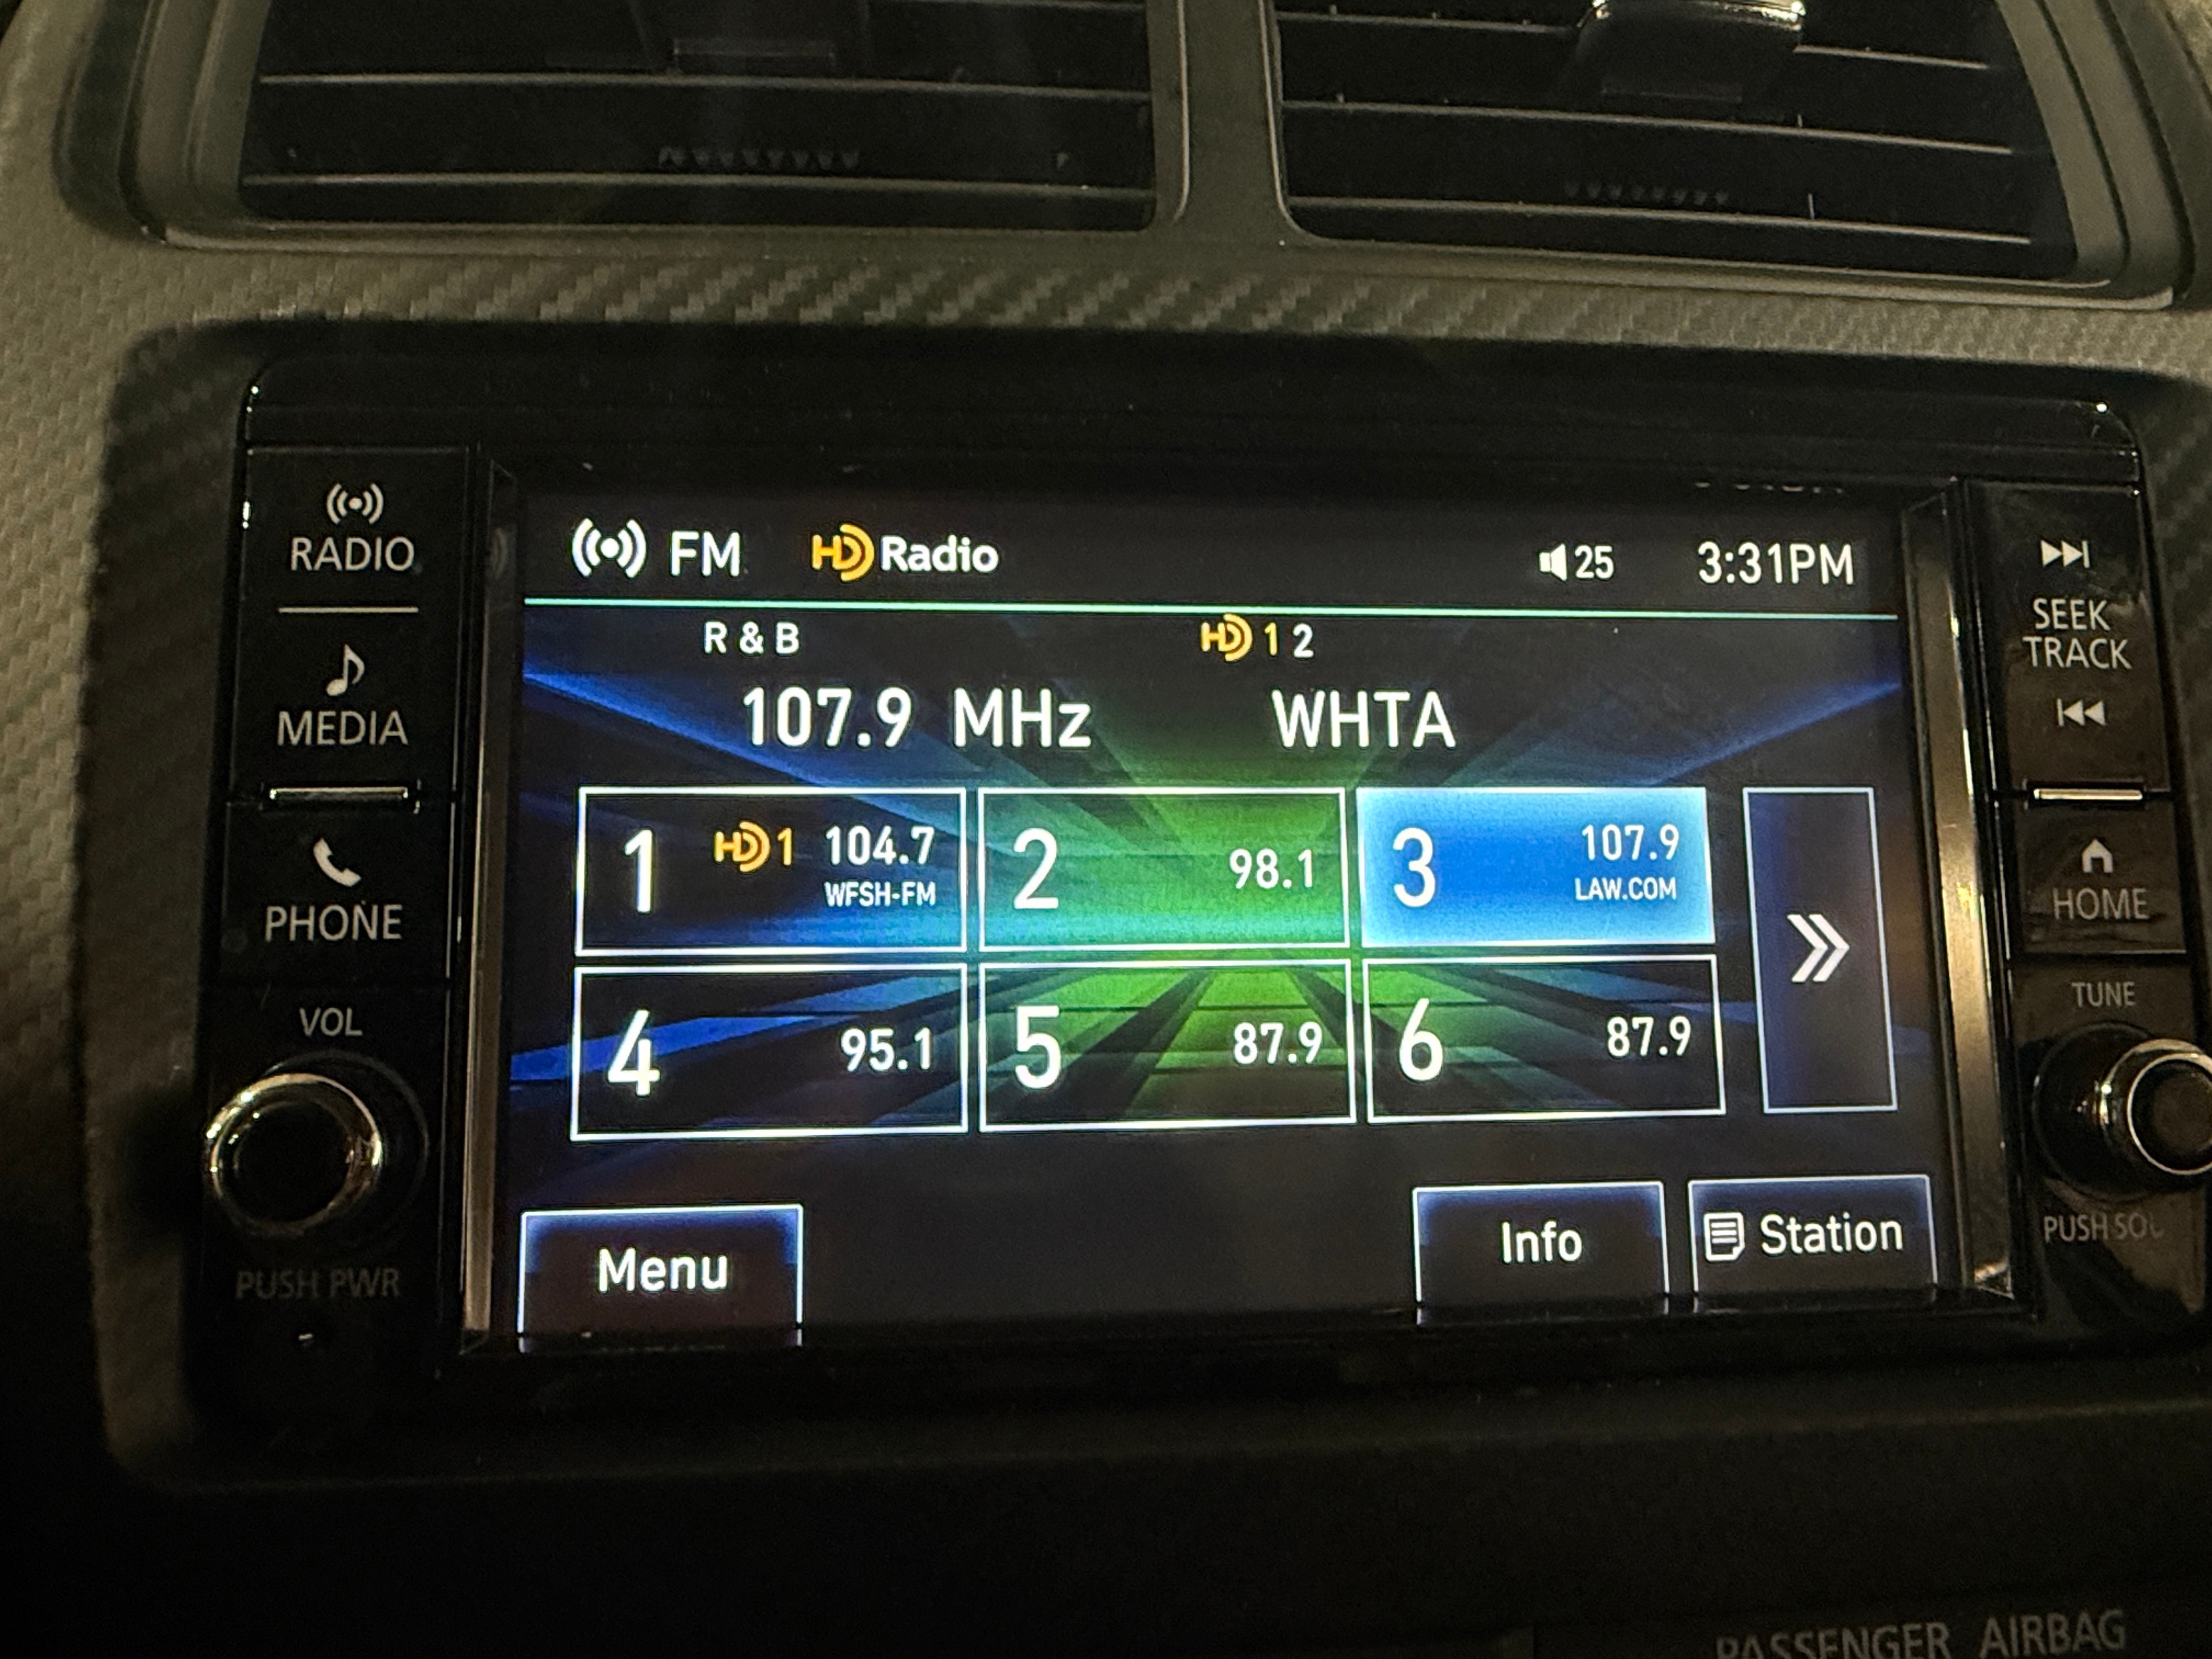 RADIO
MEDIA
PHONE
VOL
PUSH PWR
FM HD Radio 25 3:31PM
R & B HD 1 2
107.9 MHz WHTA
1 HD 1 104.7
WFSH-FM
2 98.1
3 107.9
LAW.COM
4 95.1
5 87.9
6 87.9
Menu
Info
Station
SEEK
TRACK
HOME
TUNE
PUSH
PASSENGER AIRBAG